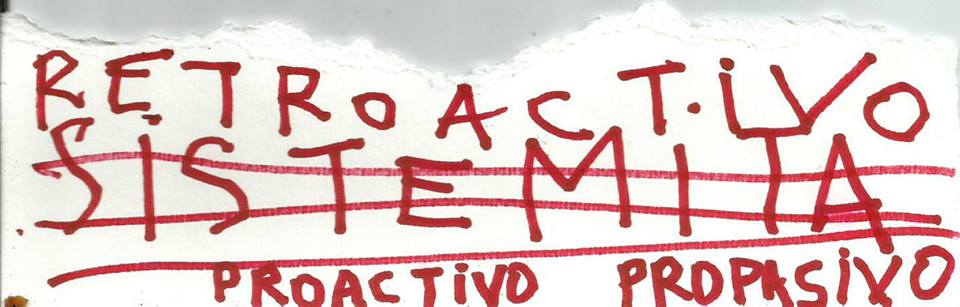 RETROACTIVO
SISTEMITA
PROACTIVO PROPASIVO